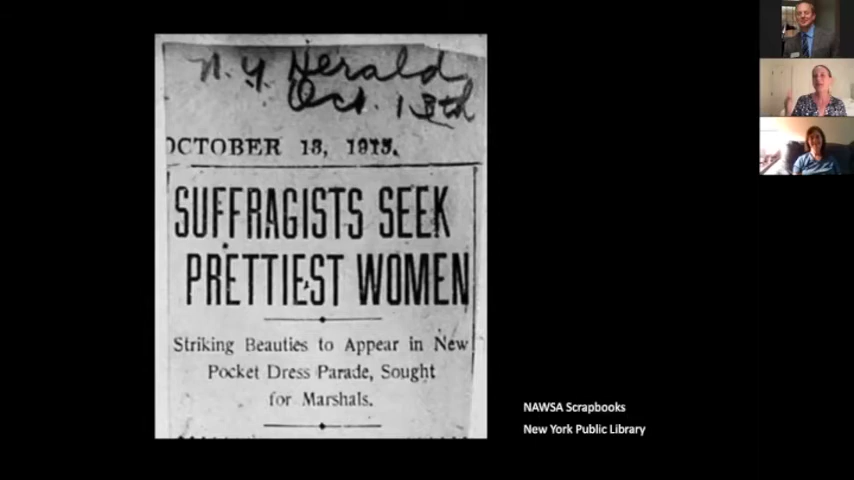 N.Y. Herald
Oct. 13th
OCTOBER 13, 1915.
SUFFRAGISTS SEEK
PRETTIEST WOMEN
Striking Beauties to Appear in New
Pocket Dress Parade, Sought
for Marshals.
NAWSA Scrapbooks
New York Public Library